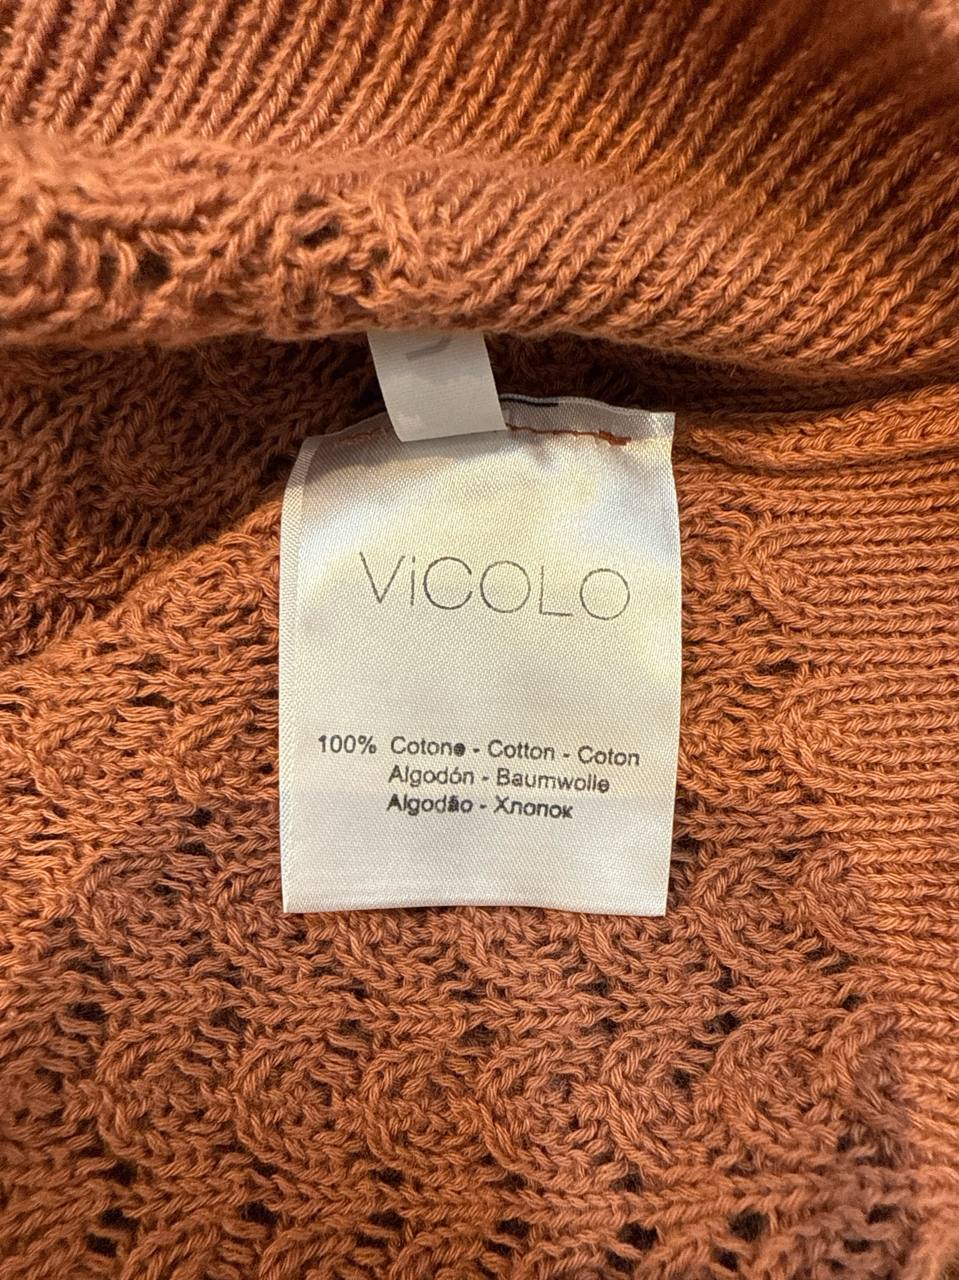 ViCOLO
100% Cotone - Cotton - Coton
Algodón - Baumwolle
Algodão - Хлопок